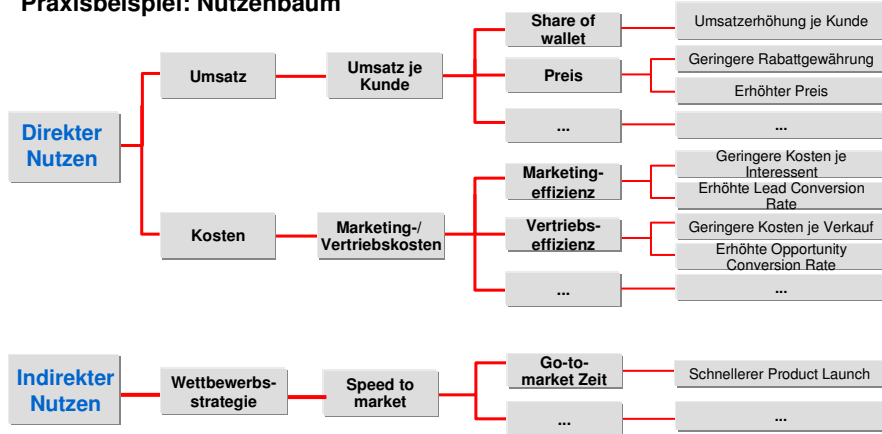 Praxisbeispiel: Nutzenbaum
Share of
wallet
Umsatzerhöhung je Kunde
Umsatz
Umsatz je
Kunde
Preis
Geringere Rabattgewährung
Erhöhter Preis
...
...
Direkter
Nutzen
Marketing-
effizienz
Geringere Kosten je
Interessent
Erhöhte Lead Conversion
Rate
Kosten
Marketing-/
Vertriebskosten
Vertriebs-
effizienz
Geringere Kosten je Verkauf
Erhöhte Opportunity
Conversion Rate
...
...
Indirekter
Nutzen
Wettbewerbs-
strategie
Speed to
market
Go-to-
market Zeit
Schnellerer Product Launch
...
...